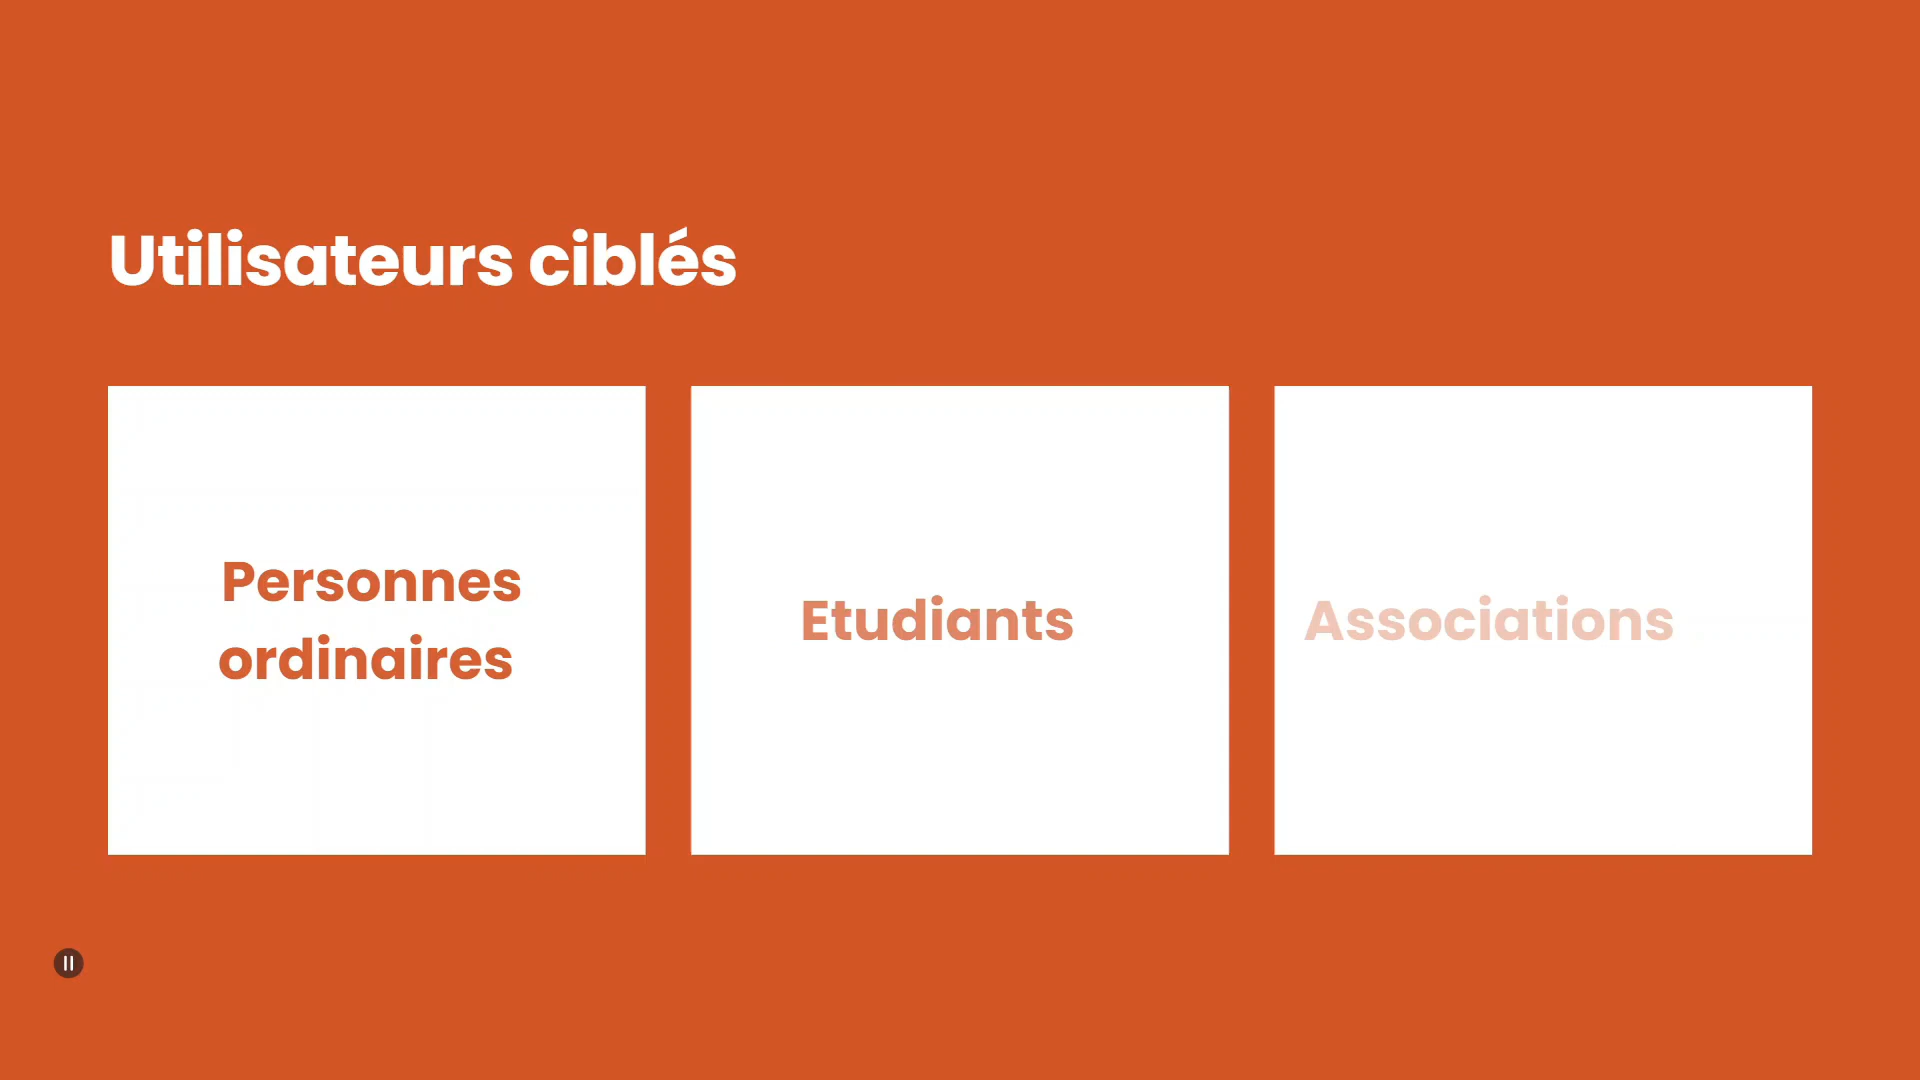 Utilisateurs ciblés
Personnes
ordinaires
Etudiants
Associations